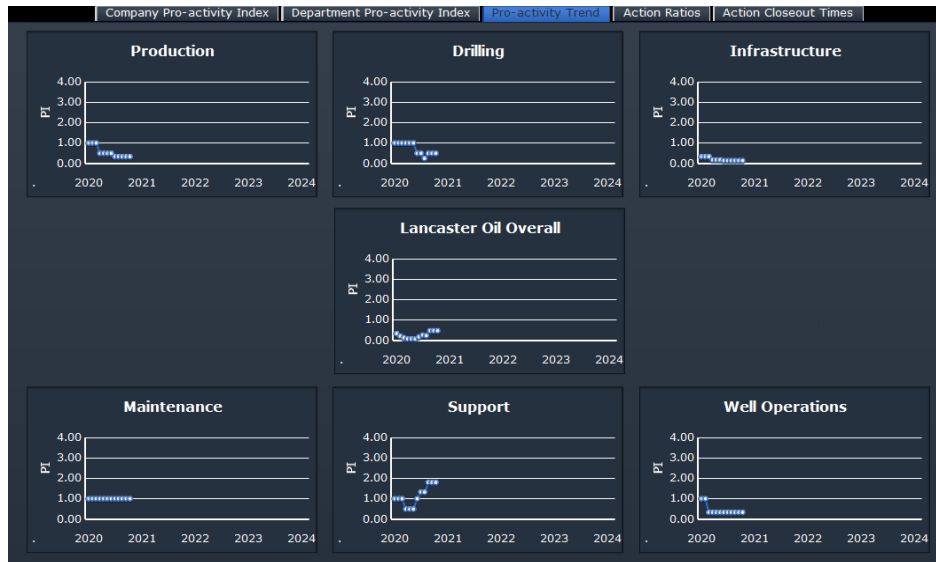 Company Pro-activity Index Department Pro-activity Index Pro-activity Trend Action Ratios Action Closeout Times
Production
4.00
3.00
2.00
1.00
0.00
PI
. 2020 2021 2022 2023 2024
Drilling
4.00
3.00
2.00
1.00
0.00
PI
. 2020 2021 2022 2023 2024
Infrastructure
4.00
3.00
2.00
1.00
0.00
PI
. 2020 2021 2022 2023 2024
Lancaster Oil Overall
4.00
3.00
2.00
1.00
0.00
PI
. 2020 2021 2022 2023 2024
Maintenance
4.00
3.00
2.00
1.00
0.00
PI
. 2020 2021 2022 2023 2024
Support
4.00
3.00
2.00
1.00
0.00
PI
. 2020 2021 2022 2023 2024
Well Operations
4.00
3.00
2.00
1.00
0.00
PI
. 2020 2021 2022 2023 2024